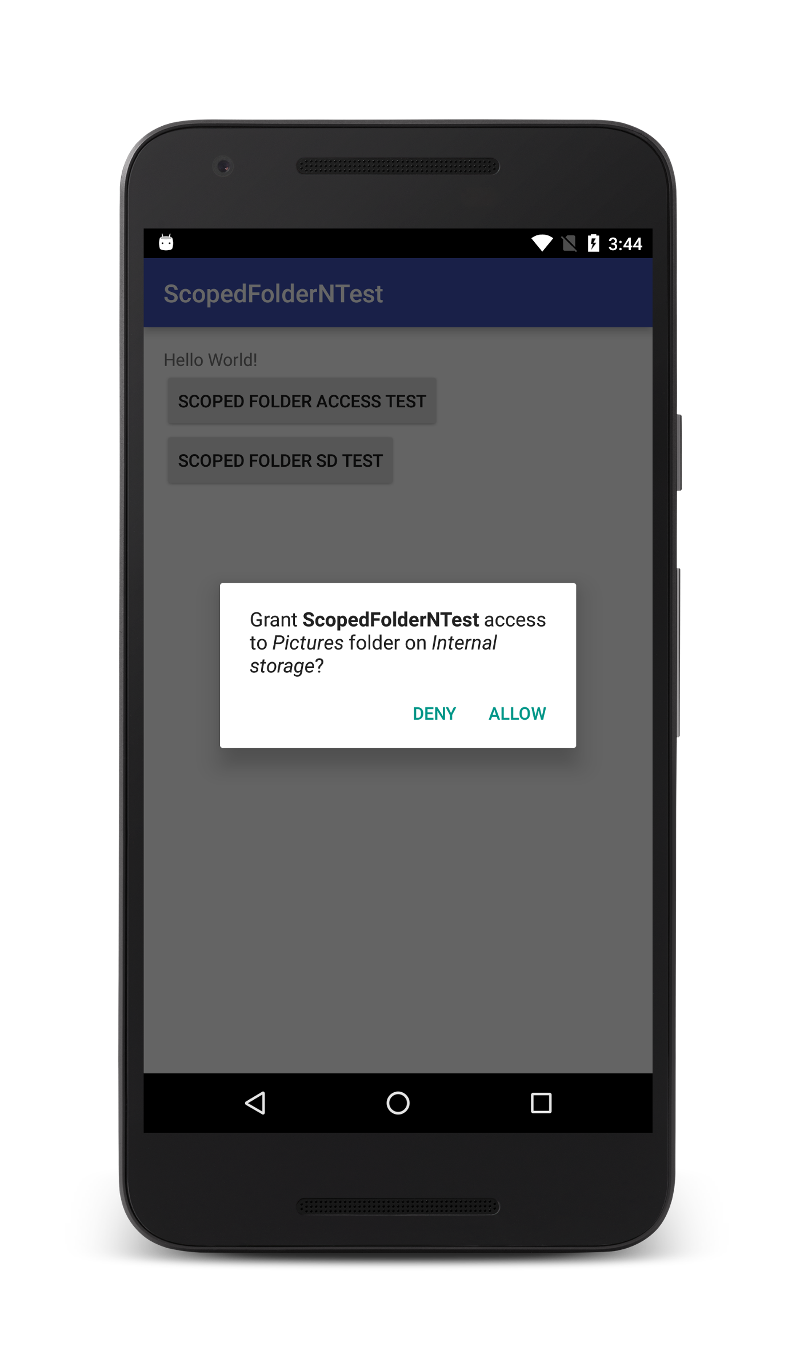 3:44
ScopedFolderNTest
Hello World!
SCOPED FOLDER ACCESS TEST
SCOPED FOLDER SD TEST
Grant ScopedFolderNTest access
to Pictures folder on Internal
storage?
DENY ALLOW